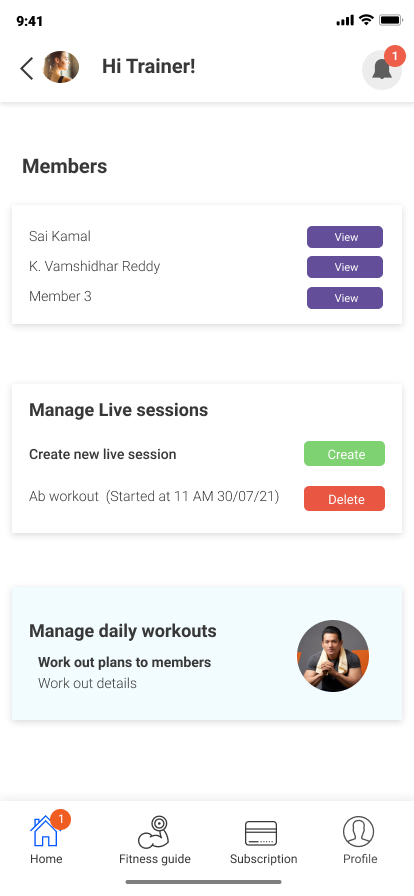 9:41
Hi Trainer!
1
Members
Sai Kamal View
K. Vamshidhar Reddy View
Member 3 View
Manage Live sessions
Create new live session Create
Ab workout (Started at 11 AM 30/07/21) Delete
Manage daily workouts
Work out plans to members
Work out details
1
Home Fitness guide Subscription Profile